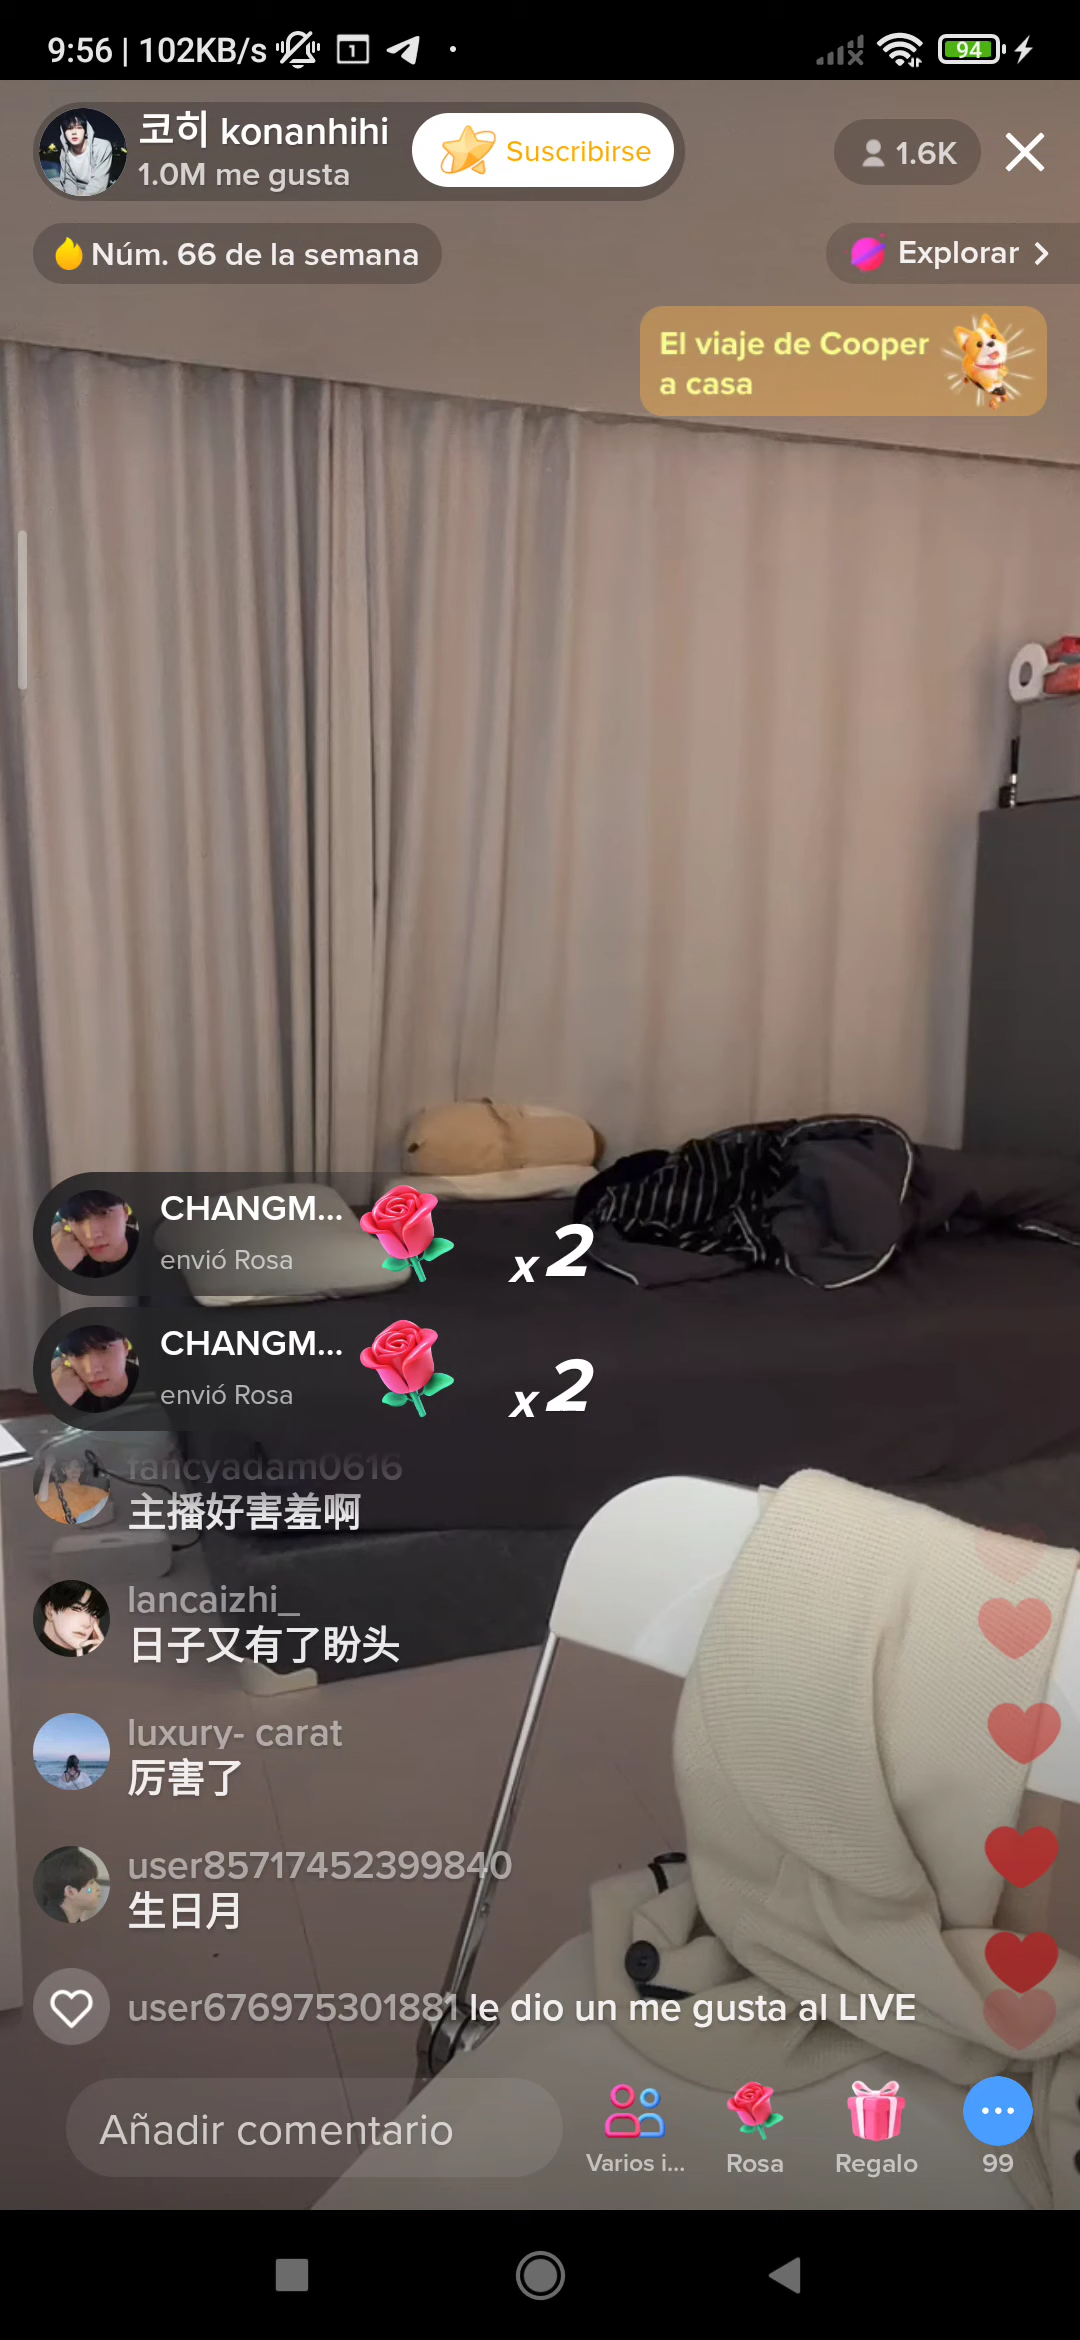 9:56 | 102KB/s
94
코히 konanhihi
1.0M me gusta
Suscribirse
1.6K
Núm. 66 de la semana
Explorar
El viaje de Cooper
a casa
CHANGM...
envió Rosa
x2
CHANGM...
envió Rosa
x2
fancyadam0616
主播好害羞啊
lancaizhi_
日子又有了盼头
luxury- carat
厉害了
user85717452399840
生日月
user676975301881 le dio un me gusta al LIVE
Añadir comentario
Varios i...
Rosa
Regalo
99